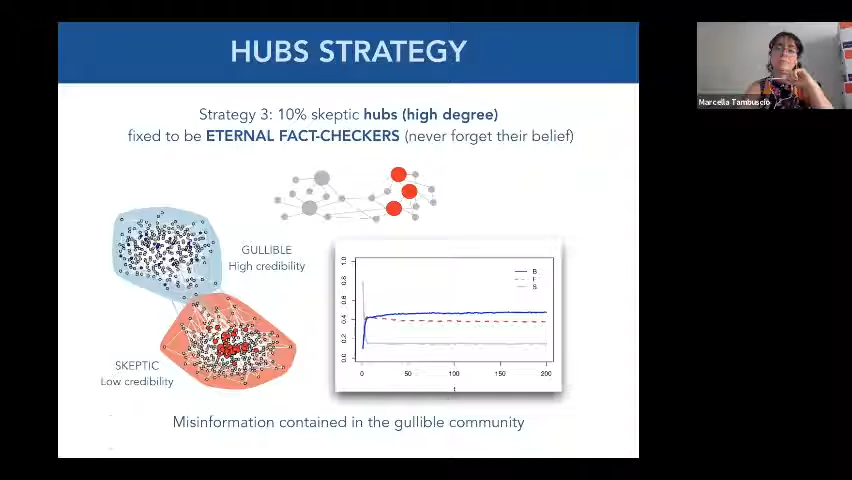 HUBS STRATEGY
Marcella Tambuscio
Strategy 3: 10% skeptic hubs (high degree)
fixed to be ETERNAL FACT-CHECKERS (never forget their belief)
GULLIBLE
High credibility
SKEPTIC
Low credibility
B
F
S
1.0
0.8
0.6
0.4
0.2
0.0
0 50 100 150 200
t
Misinformation contained in the gullible community